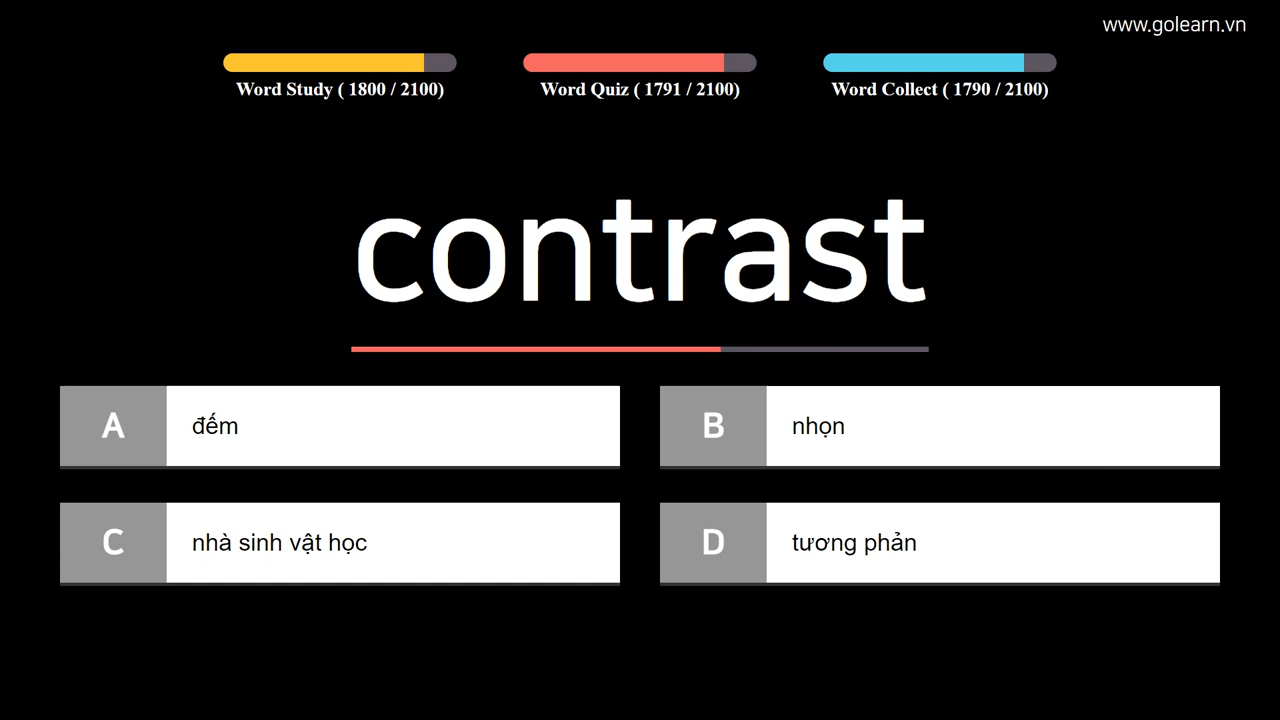 www.golearn.vn
Word Study ( 1800 / 2100)
Word Quiz ( 1791 / 2100)
Word Collect ( 1790 / 2100)
contrast
A đếm
B nhọn
C nhà sinh vật học
D tương phản